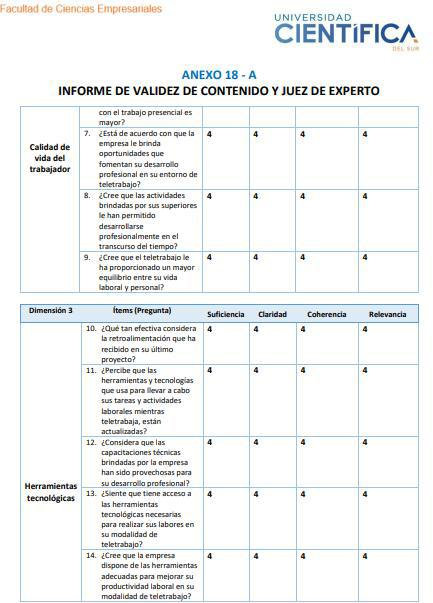 Facultad de Ciencias Empresariales
UNIVERSIDAD
CIENTÍFICA
DEL SUR
ANEXO 18 - A
INFORME DE VALIDEZ DE CONTENIDO Y JUEZ DE EXPERTO
con el trabajo presencial es
mayor?
Calidad de
vida del
trabajador
7. ¿Está de acuerdo con que la 4 4 4 4
empresa le brinda
oportunidades que
fomentan su desarrollo
profesional en su entorno de
teletrabajo?
8. ¿Cree que las actividades 4 4 4 4
brindadas por sus superiores
le han permitido
desarrollarse
profesionalmente en el
transcurso del tiempo?
9. ¿Cree que el teletrabajo le 4 4 4 4
ha proporcionado un mayor
equilibrio entre su vida
laboral y personal?
Dimensión 3 Ítems (Pregunta) Suficiencia Claridad Coherencia Relevancia
Herramientas
tecnológicas
10. ¿Qué tan efectiva considera 4 4 4 4
la retroalimentación que ha
recibido en su último
proyecto?
11. ¿Percibe que las 4 4 4 4
herramientas y tecnologías
que usa para llevar a cabo
sus tareas y actividades
laborales mientras
teletrabaja, están
actualizadas?
12. ¿Considera que las 4 4 4 4
capacitaciones técnicas
brindadas por la empresa
han sido provechosas para
su desarrollo profesional?
13. ¿Siente que tiene acceso a 4 4 4 4
las herramientas
tecnológicas necesarias
para realizar sus labores en
su modalidad de
teletrabajo?
14. ¿Cree que la empresa 4 4 4 4
dispone de las herramientas
adecuadas para mejorar su
productividad laboral en su
modalidad de teletrabajo?